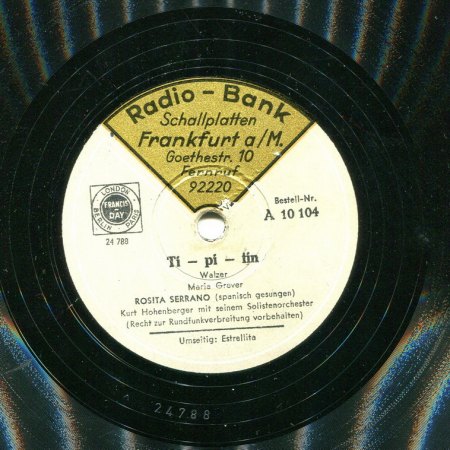 Radio - Bank
Schallplatten
Frankfurt a/M.
Goethestr. 10
Fernruf
92220
LONDON
FRANCIS
DAY
BERLIN PARIS
24 788
Bestell-Nr.
A 10 104
Ti - pi - tin
Walzer
Maria Grever
ROSITA SERRANO (spanisch gesungen)
Kurt Hohenberger mit seinem Solistenorchester
(Recht zur Rundfunkverbreitung vorbehalten)
Umseitig: Estrellita
24788